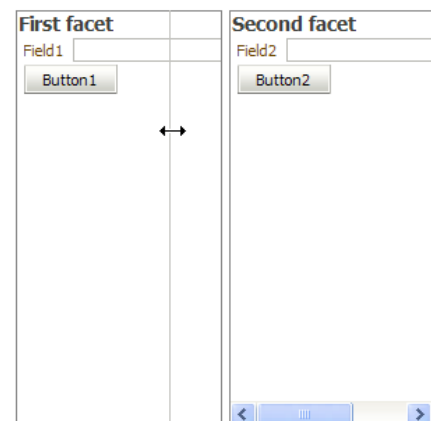 First facet
Field1
Button1
Second facet
Field2
Button2